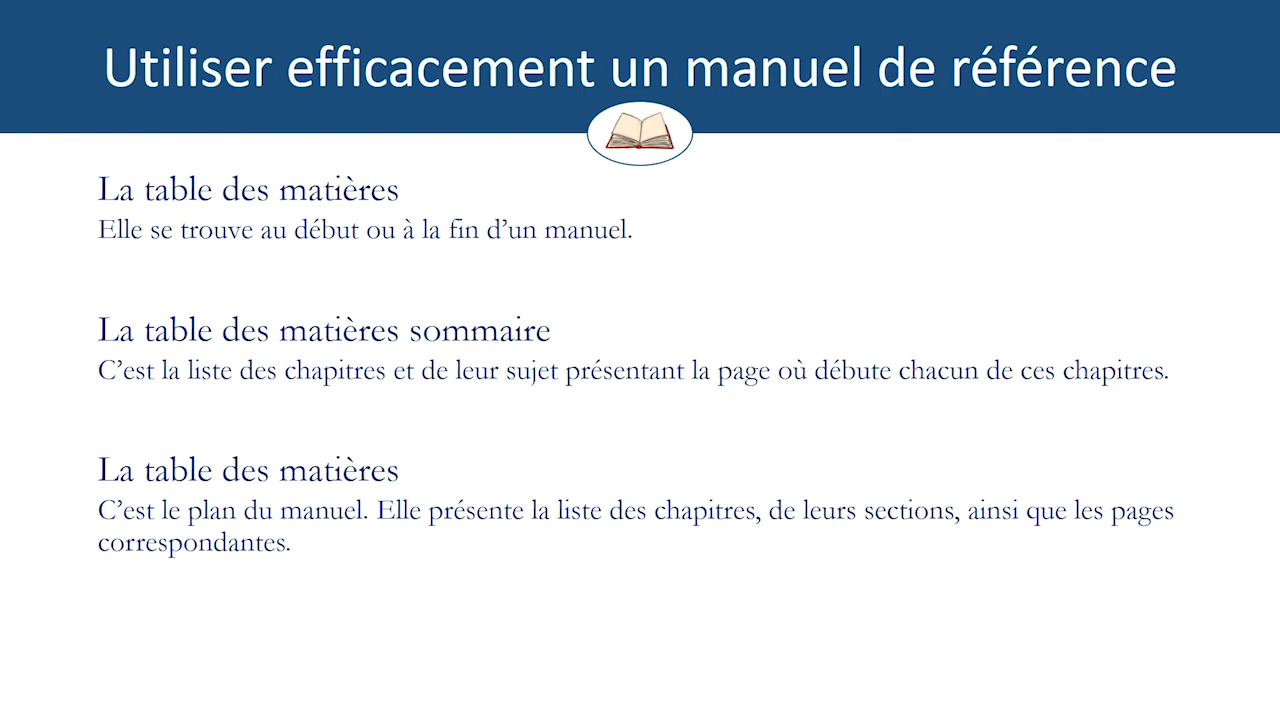 Utiliser efficacement un manuel de référence
La table des matières
Elle se trouve au début ou à la fin d’un manuel.
La table des matières sommaire
C’est la liste des chapitres et de leur sujet présentant la page où débute chacun de ces chapitres.
La table des matières
C’est le plan du manuel. Elle présente la liste des chapitres, de leurs sections, ainsi que les pages
correspondantes.